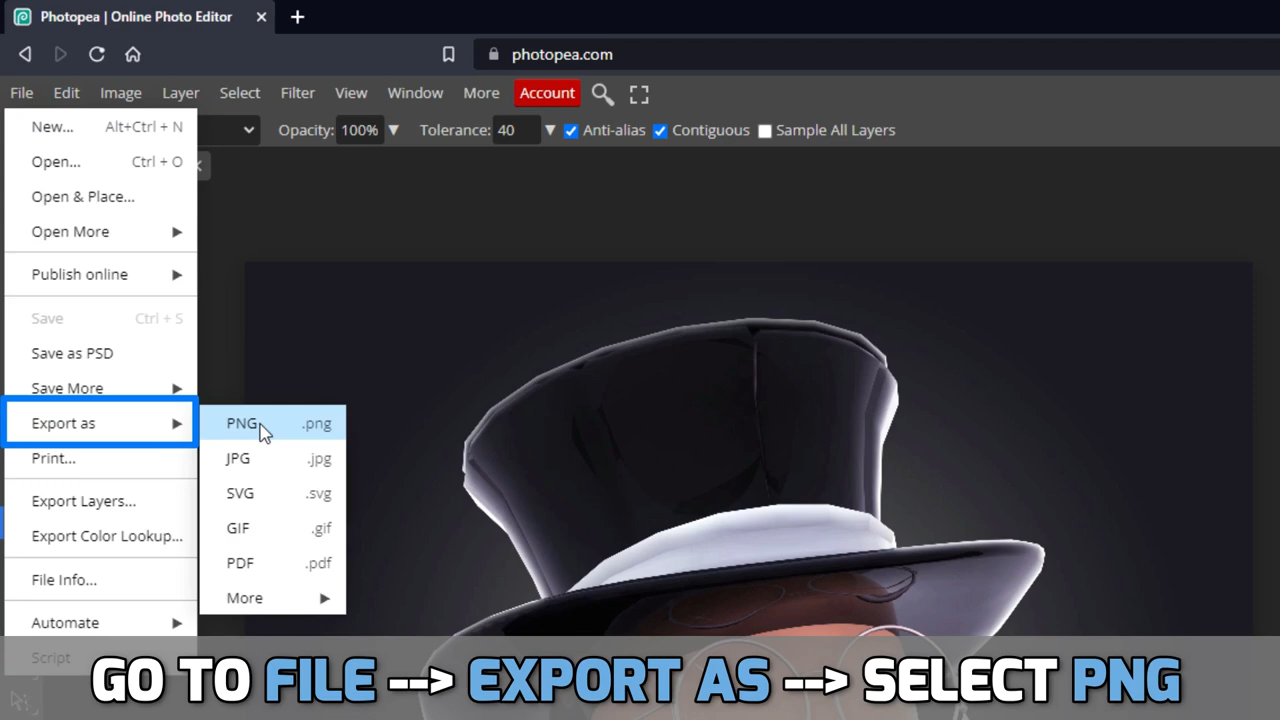 Photopea | Online Photo Editor
photopea.com
File Edit Image Layer Select Filter View Window More Account
Opacity: 100% Tolerance: 40 Anti-alias Contiguous Sample All Layers
New... Alt+Ctrl + N
Open... Ctrl + O
Open & Place...
Open More
Publish online
Save Ctrl + S
Save as PSD
Save More
Export as
PNG .png
JPG .jpg
SVG .svg
GIF .gif
PDF .pdf
More
Print...
Export Layers...
Export Color Lookup...
File Info...
Automate
Script
GO TO FILE --> EXPORT AS --> SELECT PNG